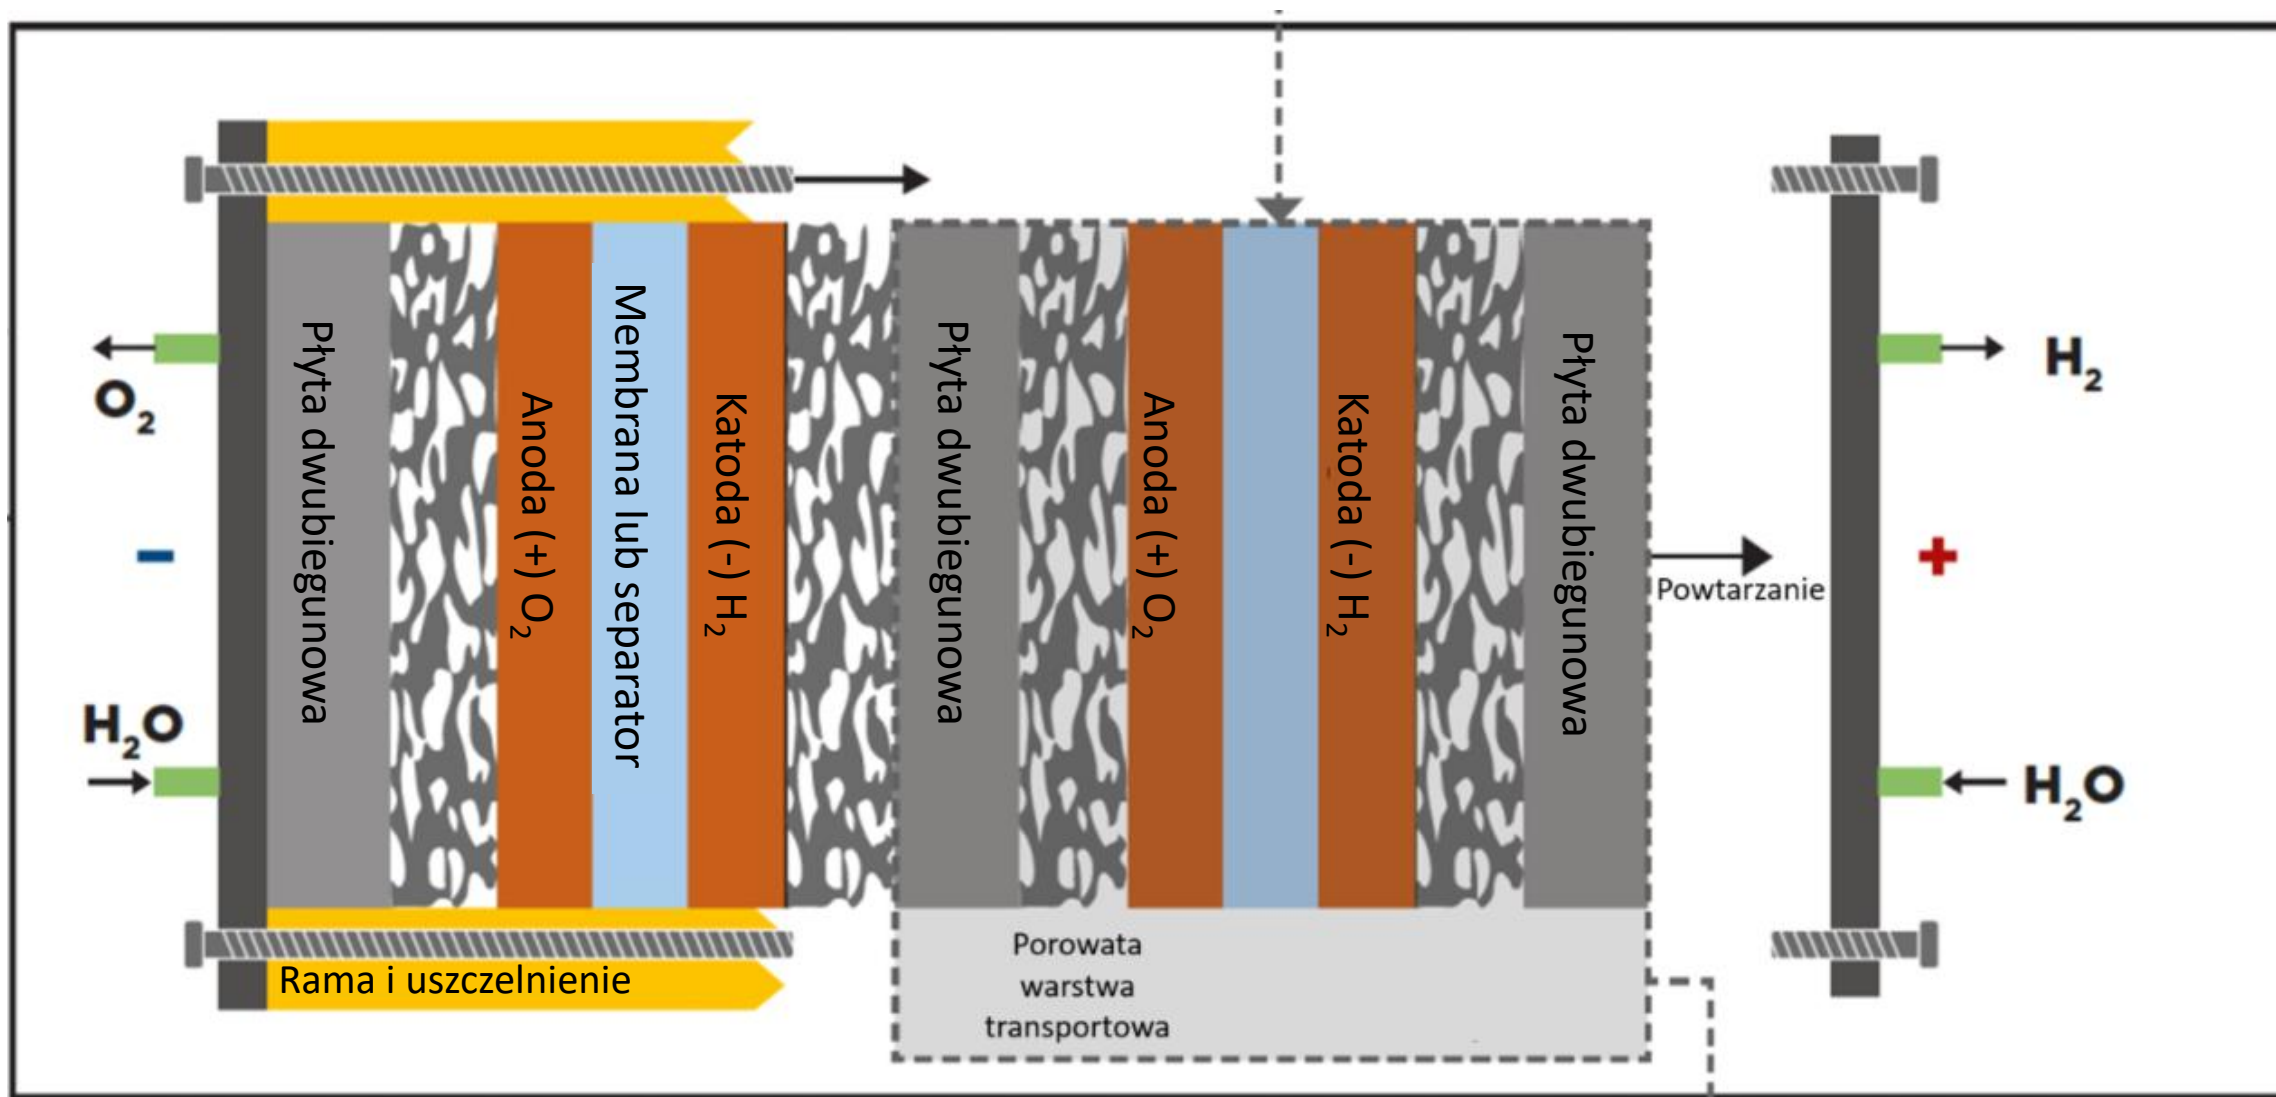 O₂
−
H₂O
Płyta dwubiegunowa
Anoda (+) O₂
Membrana lub separator
Katoda (-) H₂
Rama i uszczelnienie
Płyta dwubiegunowa
Anoda (+) O₂
Katoda (-) H₂
Płyta dwubiegunowa
Porowata
warstwa
transportowa
Powtarzanie
H₂
+
H₂O